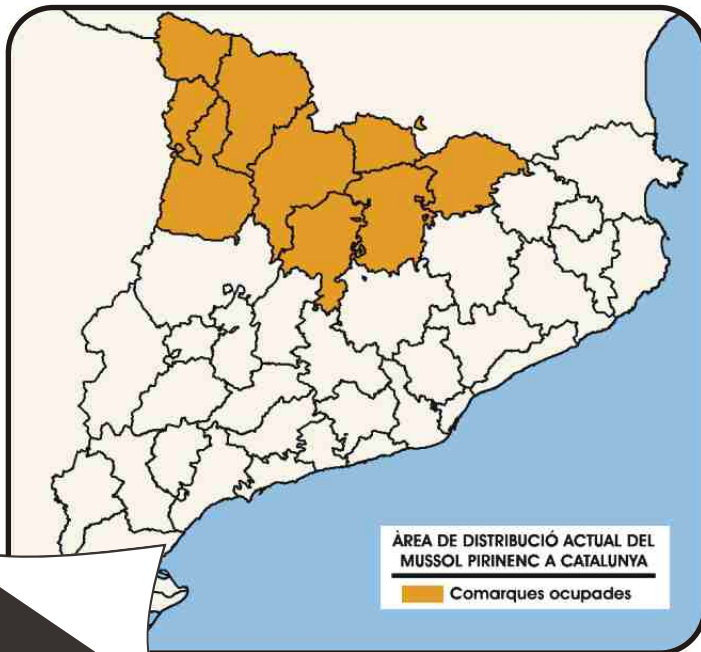 ÀREA DE DISTRIBUCIÓ ACTUAL DEL
MUSSOL PIRINENC A CATALUNYA
Comarques ocupades